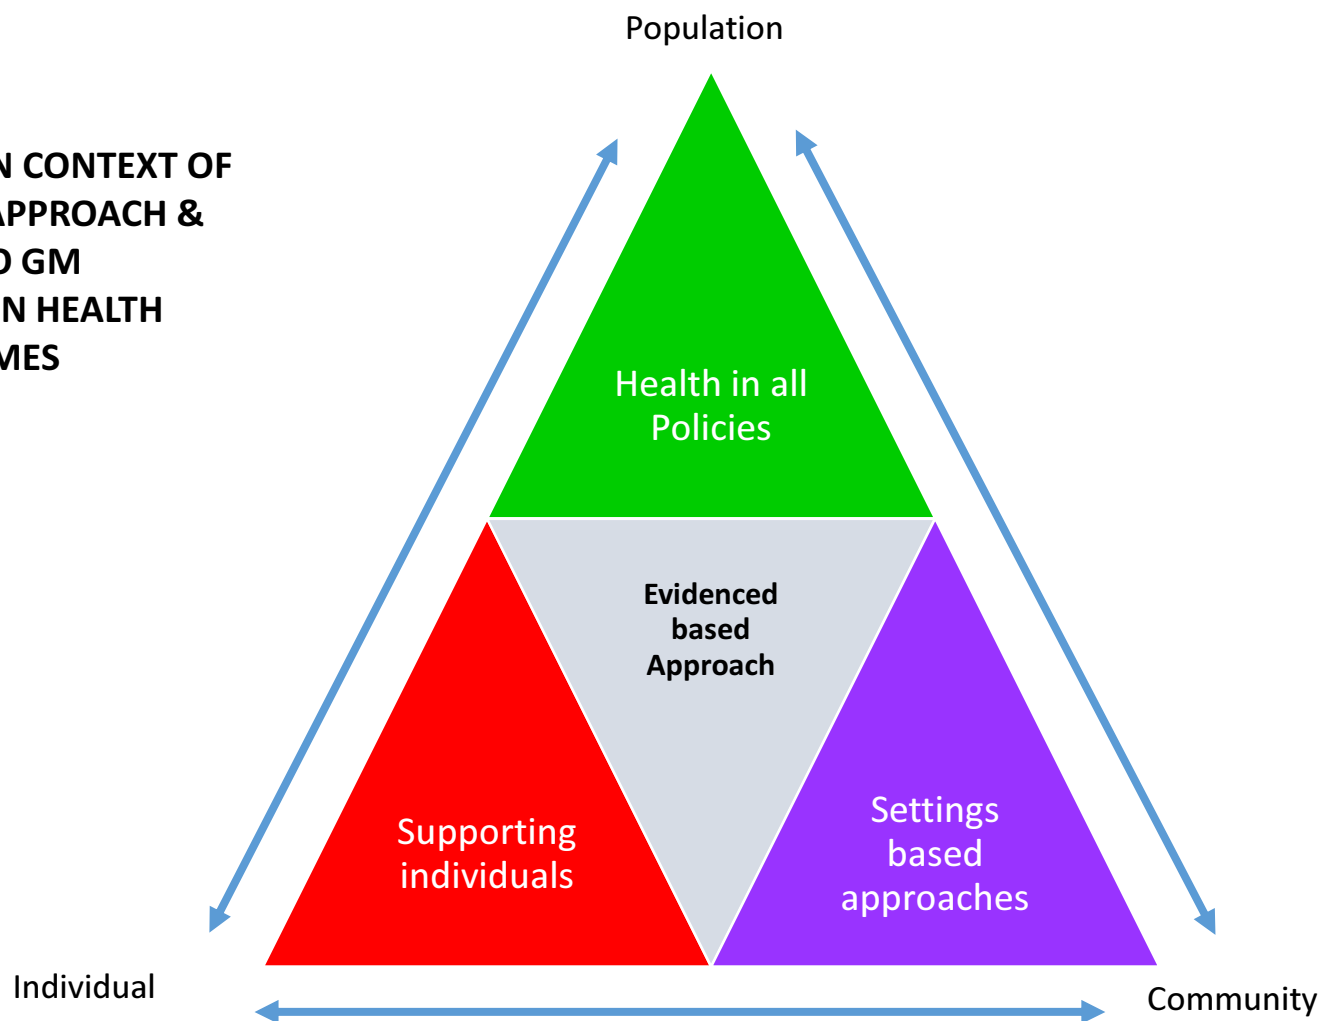 Population
N CONTEXT OF
APPROACH &
O GM
N HEALTH
MES
Health in all
Policies
Evidenced
based
Approach
Supporting
individuals
Settings
based
approaches
Individual
Community